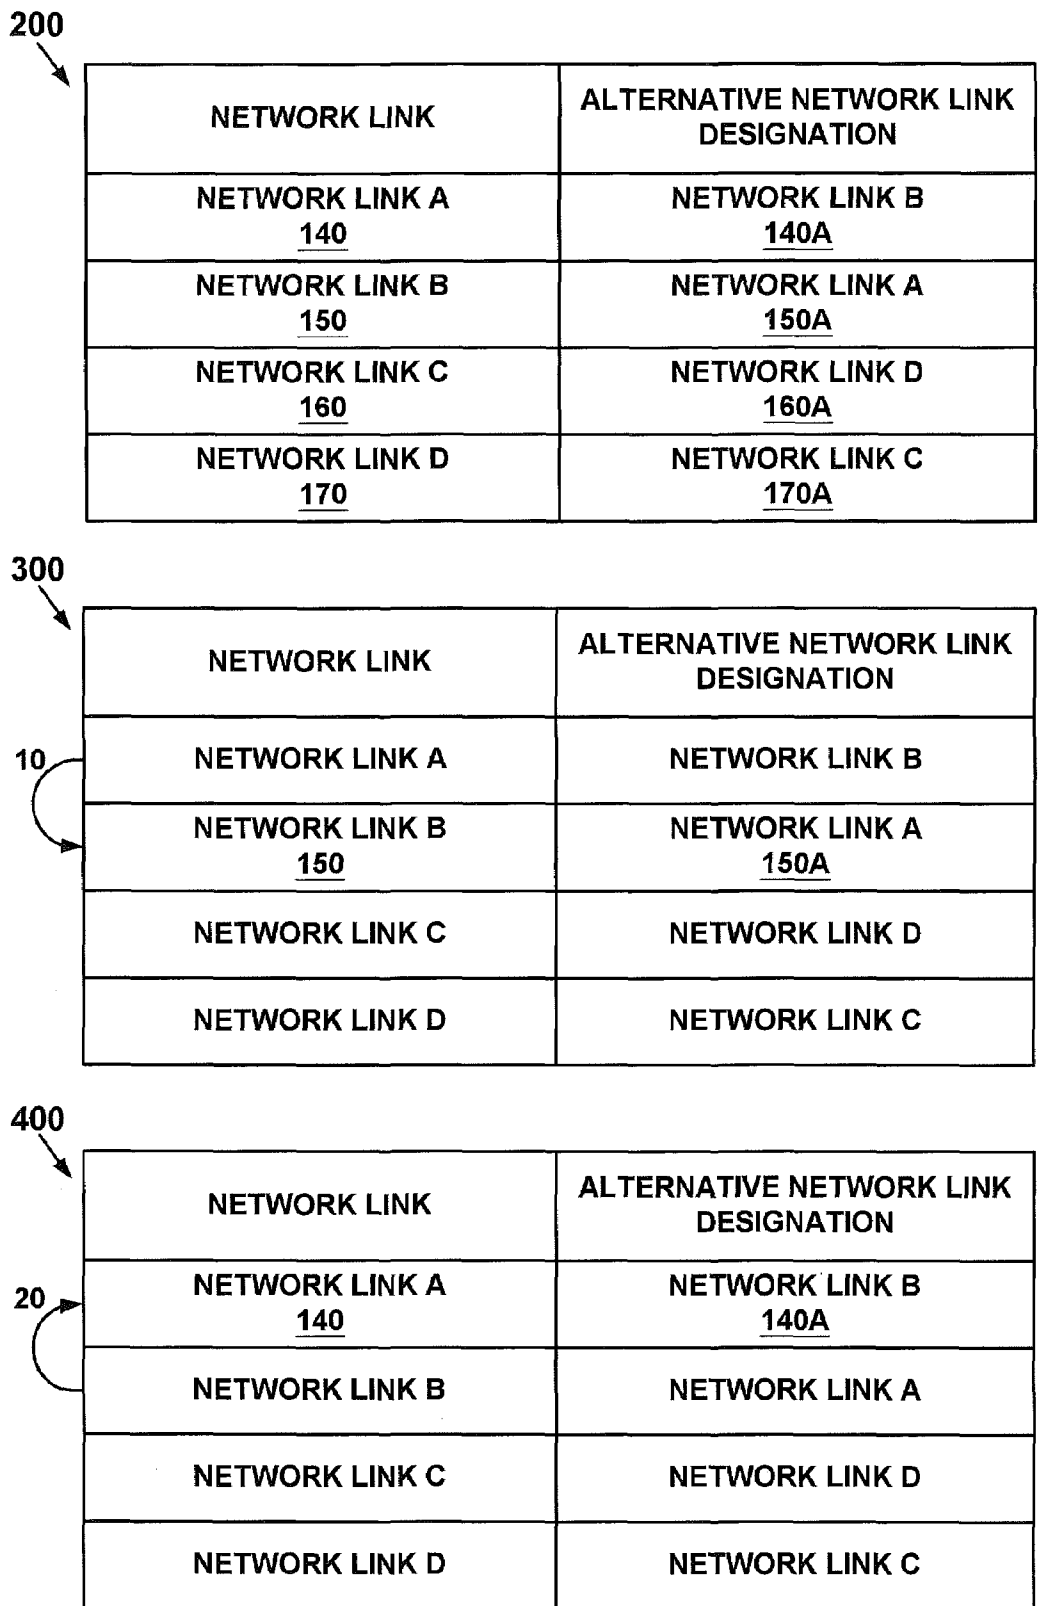 200
NETWORK LINK
ALTERNATIVE NETWORK LINK
DESIGNATION
NETWORK LINK A
140
NETWORK LINK B
140A
NETWORK LINK B
150
NETWORK LINK A
150A
NETWORK LINK C
160
NETWORK LINK D
160A
NETWORK LINK D
170
NETWORK LINK C
170A
300
NETWORK LINK
ALTERNATIVE NETWORK LINK
DESIGNATION
10
NETWORK LINK A
NETWORK LINK B
NETWORK LINK B
150
NETWORK LINK A
150A
NETWORK LINK C
NETWORK LINK D
NETWORK LINK D
NETWORK LINK C
400
NETWORK LINK
ALTERNATIVE NETWORK LINK
DESIGNATION
20
NETWORK LINK A
140
NETWORK LINK B
140A
NETWORK LINK B
NETWORK LINK A
NETWORK LINK C
NETWORK LINK D
NETWORK LINK D
NETWORK LINK C